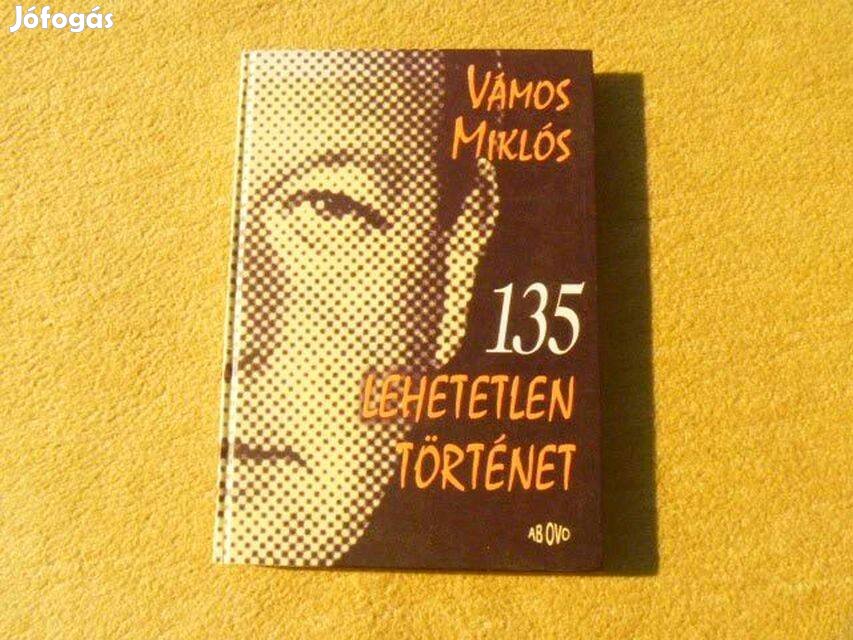 Jófogás
VÁMOS
MIKLÓS
135
LEHETETLEN
TÖRTÉNET
AB OVO